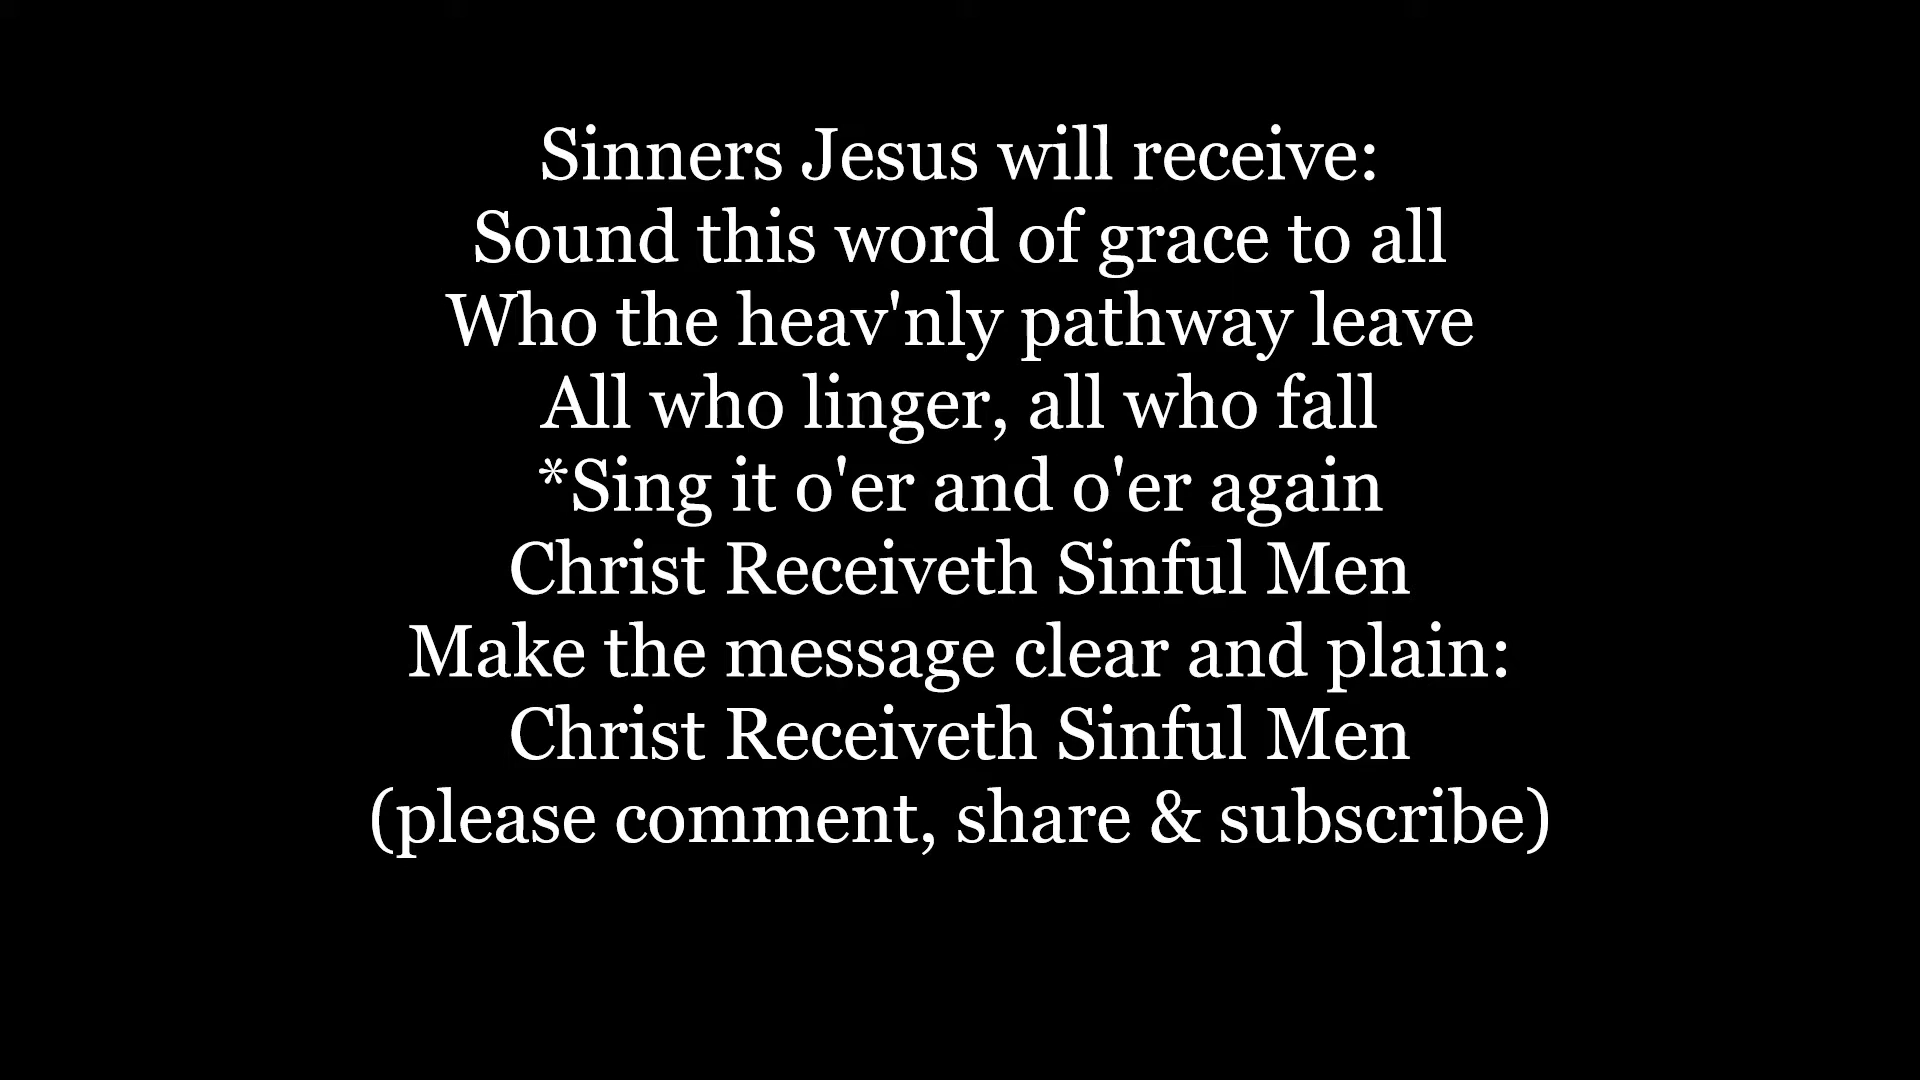 Sinners Jesus will receive:
Sound this word of grace to all
Who the heav'nly pathway leave
All who linger, all who fall
*Sing it o'er and o'er again
Christ Receiveth Sinful Men
Make the message clear and plain:
Christ Receiveth Sinful Men
(please comment, share & subscribe)